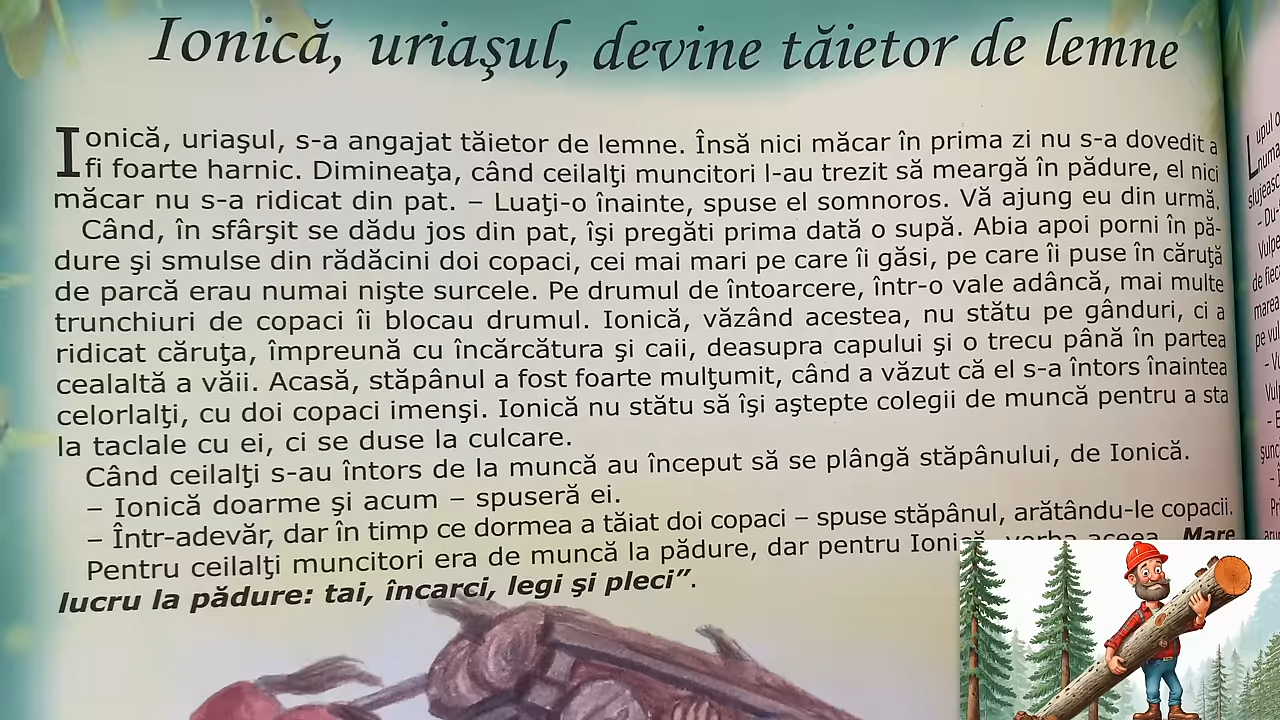 Ionică, uriaşul, devine tăietor de lemne
Ionică, uriaşul, s-a angajat tăietor de lemne. Însă nici măcar în prima zi nu s-a dovedit a
fi foarte harnic. Dimineaţa, când ceilalţi muncitori l-au trezit să meargă în pădure, el nici
măcar nu s-a ridicat din pat. – Luaţi-o înainte, spuse el somnoros. Vă ajung eu din urmă.
Când, în sfârşit se dădu jos din pat, îşi pregăti prima dată o supă. Abia apoi porni în pă-
dure şi smulse din rădăcini doi copaci, cei mai mari pe care îi găsi, pe care îi puse în căruţă
de parcă erau numai nişte surcele. Pe drumul de întoarcere, într-o vale adâncă, mai multe
trunchiuri de copaci îi blocau drumul. Ionică, văzând acestea, nu stătu pe gânduri, ci a
ridicat căruţa, împreună cu încărcătura şi caii, deasupra capului şi o trecu până în partea
cealaltă a văii. Acasă, stăpânul a fost foarte mulţumit, când a văzut că el s-a întors înaintea
celorlalţi, cu doi copaci imenşi. Ionică nu stătu să îşi aştepte colegii de muncă pentru a sta
la taclale cu ei, ci se duse la culcare.
Când ceilalţi s-au întors de la muncă au început să se plângă stăpânului, de Ionică.
– Ionică doarme şi acum – spuseră ei.
– Într-adevăr, dar în timp ce dormea a tăiat doi copaci – spuse stăpânul, arătându-le copacii.
Pentru ceilalţi muncitori era de muncă la pădure, dar pentru Ionică, vorba aceea „Mare
lucru la pădure: tai, încarci, legi şi pleci”.